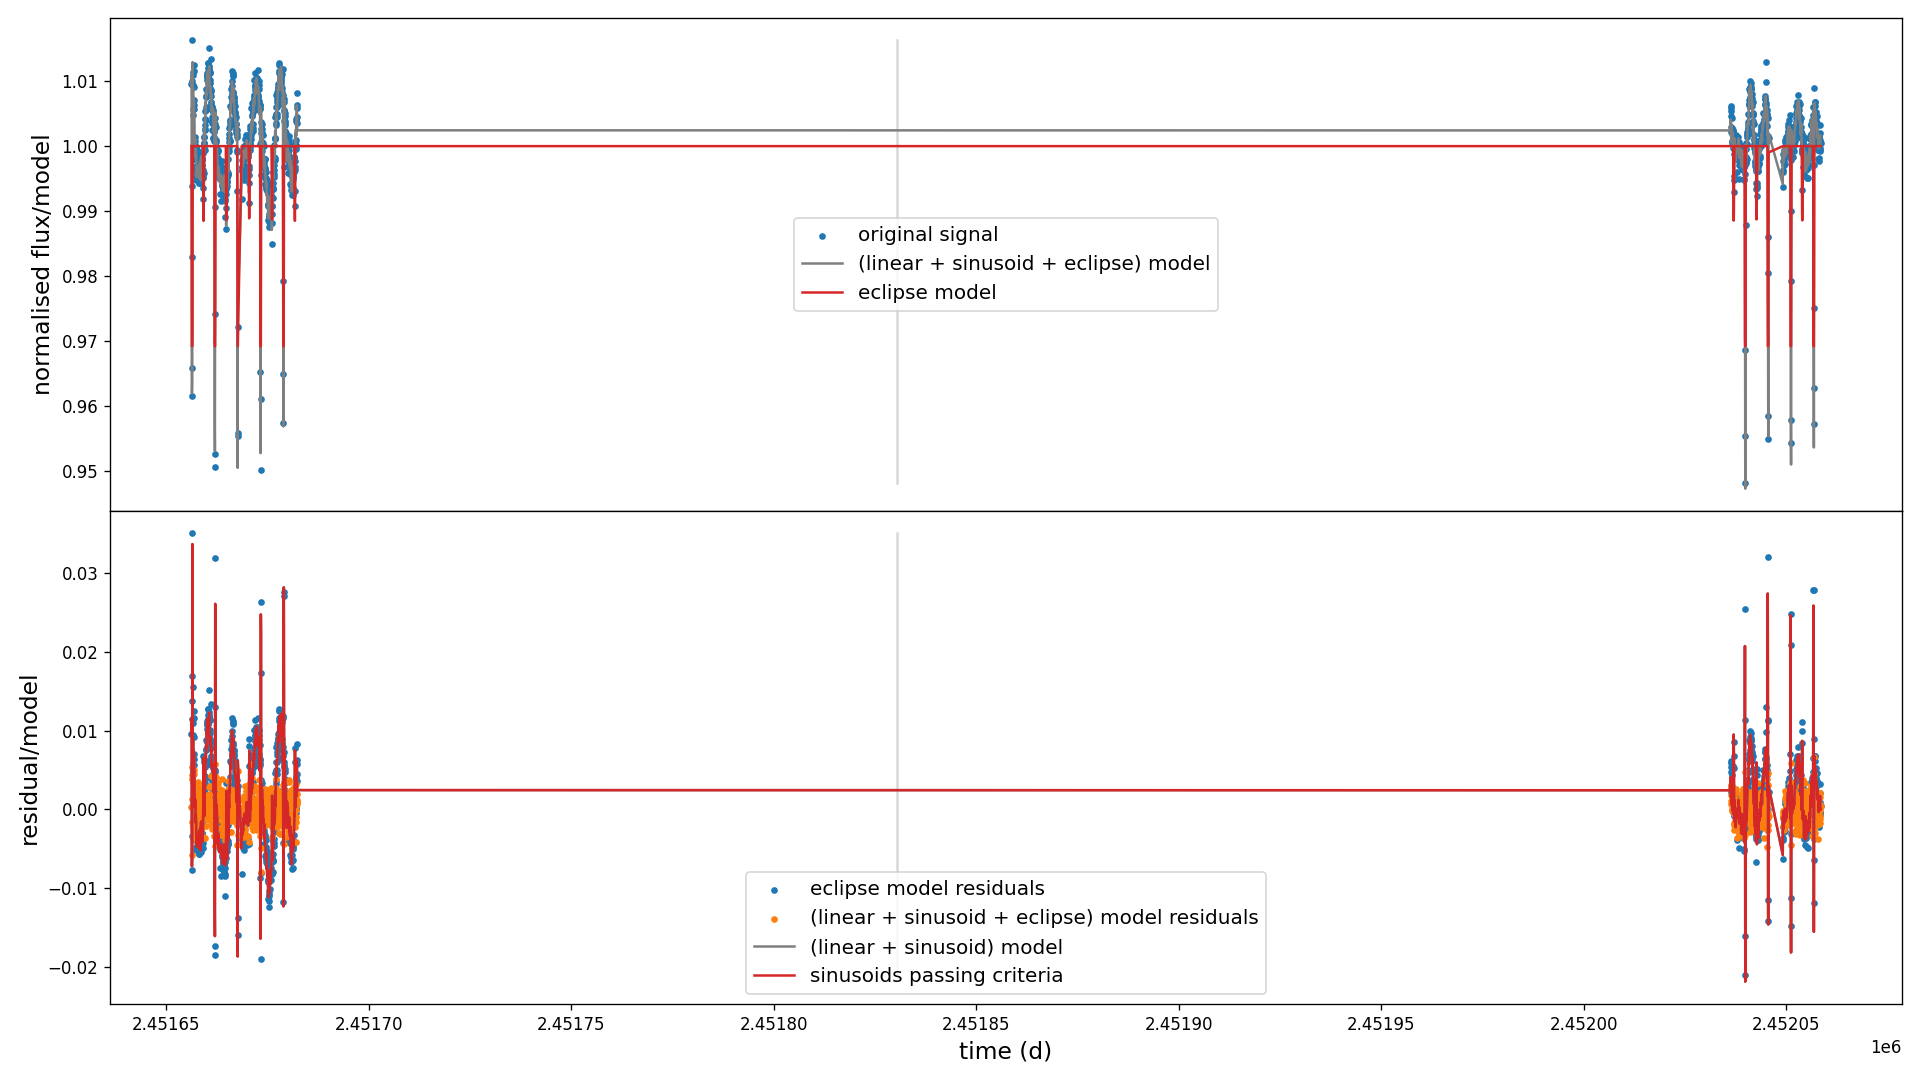 1.01
1.00
0.99
0.98
0.97
0.96
0.95
normalised flux/model
original signal
(linear + sinusoid + eclipse) model
eclipse model
0.03
0.02
0.01
0.00
−0.01
−0.02
residual/model
eclipse model residuals
(linear + sinusoid + eclipse) model residuals
(linear + sinusoid) model
sinusoids passing criteria
2.45165
2.45170
2.45175
2.45180
2.45185
2.45190
2.45195
2.45200
2.45205
1e6
time (d)